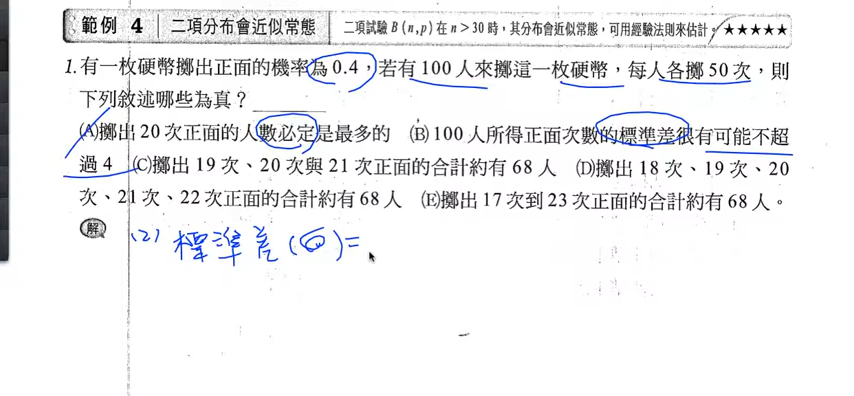 範例 4 二項分布會近似常態 二項試驗 B(n,p) 在 n>30 時,其分布會近似常態,可用經驗法則來估計。 ★★★★★
1.有一枚硬幣擲出正面的機率為 0.4,若有 100 人來擲這一枚硬幣,每人各擲 50 次,則
下列敘述哪些為真?
(A)擲出 20 次正面的人數必定是最多的 (B) 100 人所得正面次數的標準差很有可能不超
過 4 (C)擲出 19 次、20 次與 21 次正面的合計約有 68 人 (D)擲出 18 次、19 次、20
次、21 次、22 次正面的合計約有 68 人 (E)擲出 17 次到 23 次正面的合計約有 68 人。
解 (2) 標準差(σ)=